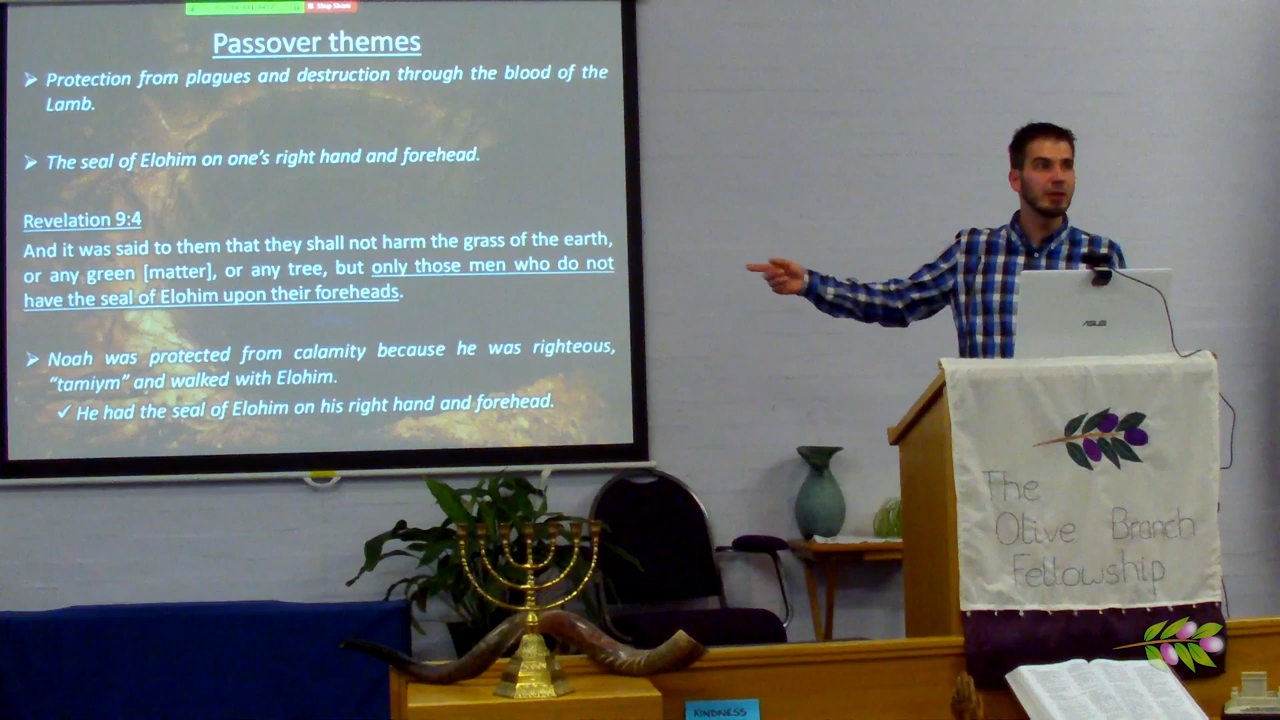 Stop Share
Passover themes
➢ Protection from plagues and destruction through the blood of the
Lamb.
➢ The seal of Elohim on one's right hand and forehead.
Revelation 9:4
And it was said to them that they shall not harm the grass of the earth,
or any green [matter], or any tree, but only those men who do not
have the seal of Elohim upon their foreheads.
➢ Noah was protected from calamity because he was righteous,
“tamiym” and walked with Elohim.
✓ He had the seal of Elohim on his right hand and forehead.
ASUS
The
Olive Branch
Fellowship
KINDNESS